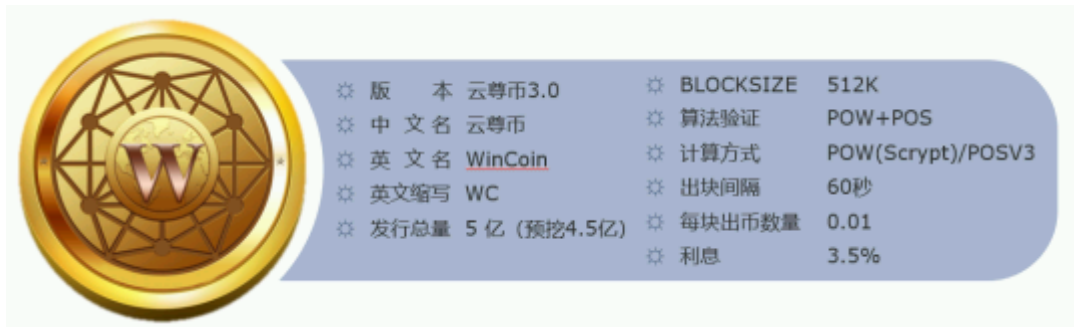 W
版 本 云尊币3.0
中 文 名 云尊币
英 文 名 WinCoin
英文缩写 WC
发行总量 5 亿（预挖4.5亿）
BLOCKSIZE 512K
算法验证 POW+POS
计算方式 POW(Scrypt)/POSV3
出块间隔 60秒
每块出币数量 0.01
利息 3.5%